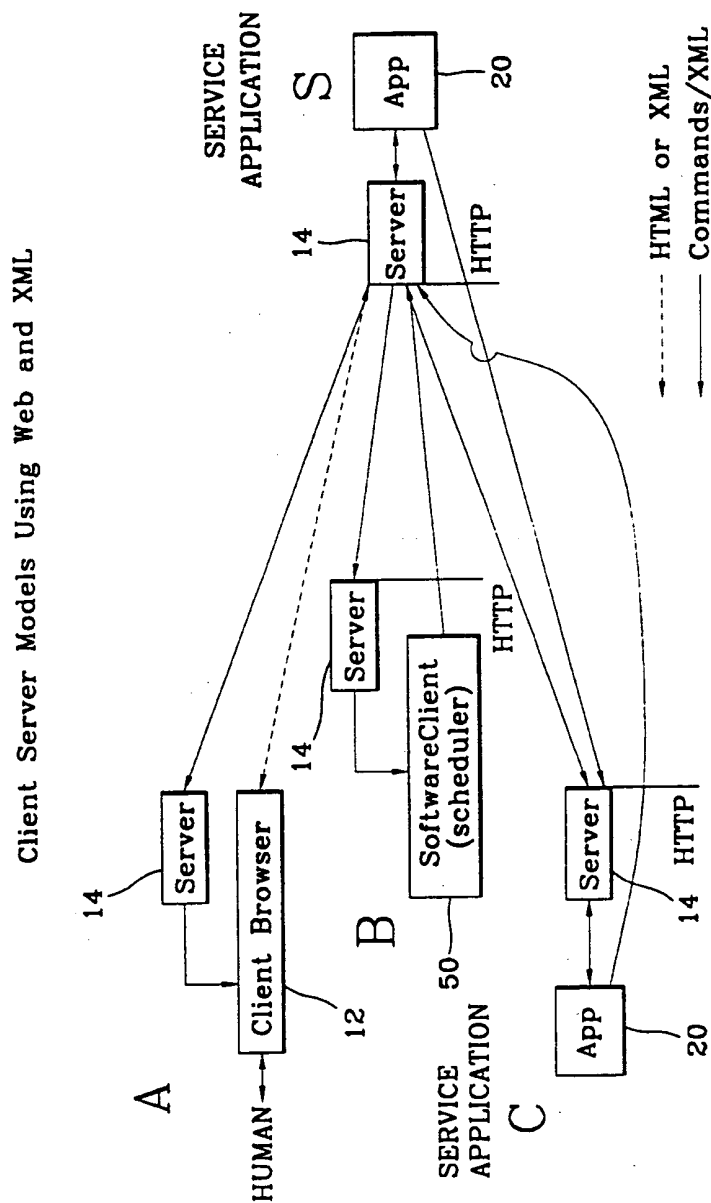 Client Server Models Using Web and XML
A
HUMAN
14
Server
Client Browser
12
B
14
Server
HTTP
SoftwareClient
(scheduler)
50
SERVICE
APPLICATION
C
App
20
Server
14
HTTP
SERVICE
APPLICATION
S
14
Server
HTTP
App
20
HTML or XML
Commands/XML